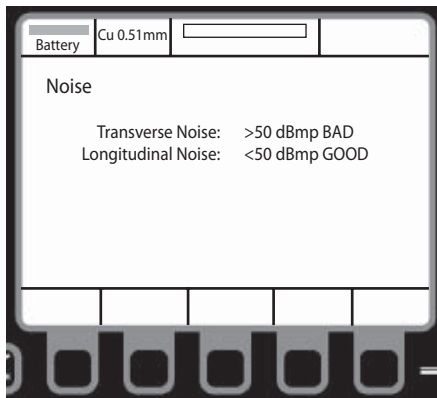 Battery
Cu 0.51mm
Noise
Transverse Noise: >50 dBmp BAD
Longitudinal Noise: <50 dBmp GOOD